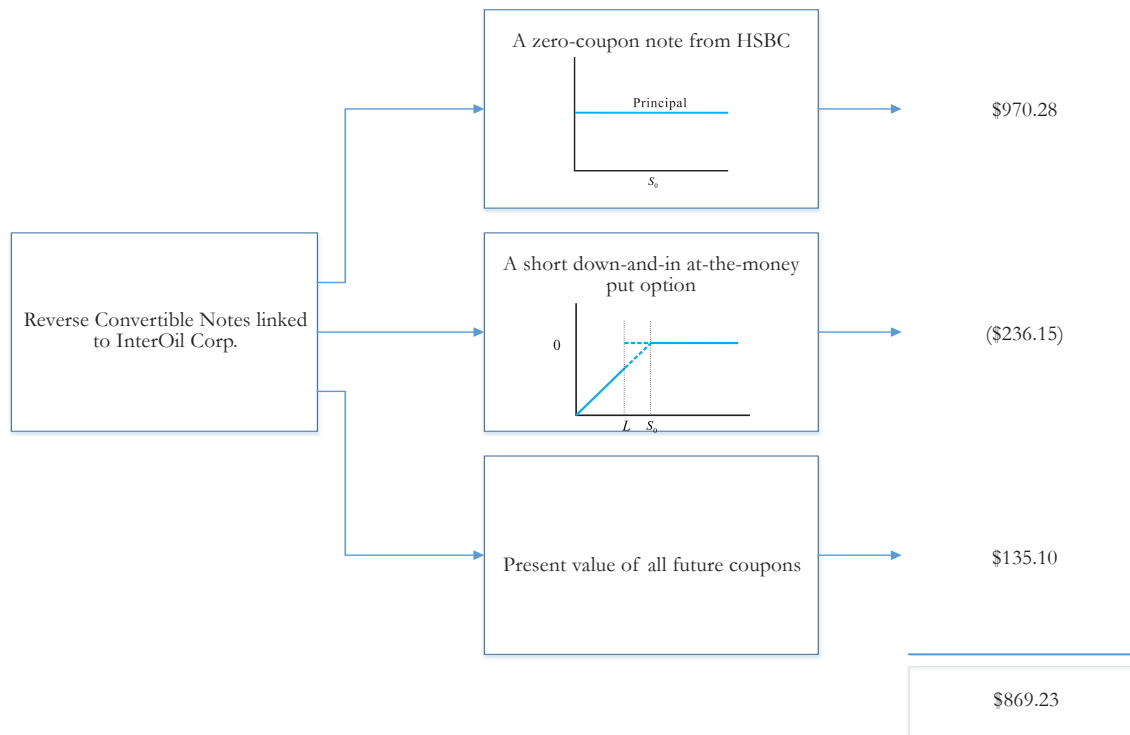 A zero-coupon note from HSBC
Principal
S₀
$970.28
Reverse Convertible Notes linked
to InterOil Corp.
A short down-and-in at-the-money
put option
0
L S₀
($236.15)
Present value of all future coupons
$135.10
$869.23